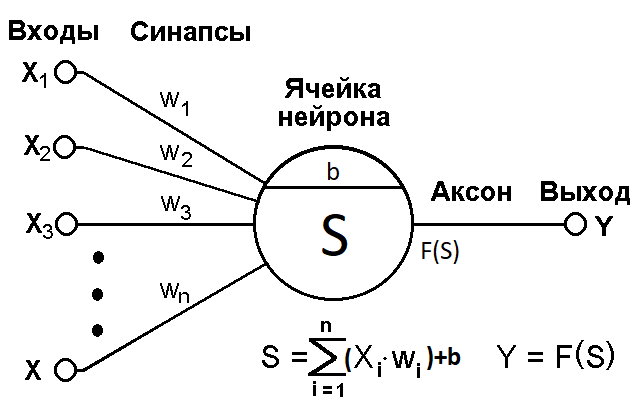 Входы Синапсы
X₁
w₁
Ячейка
нейрона
X₂
w₂
b
X₃
w₃
S
Аксон Выход
Y
F(S)
wₙ
X
S = ∑ (Xᵢ·wᵢ)+b Y = F(S)
n
i = 1